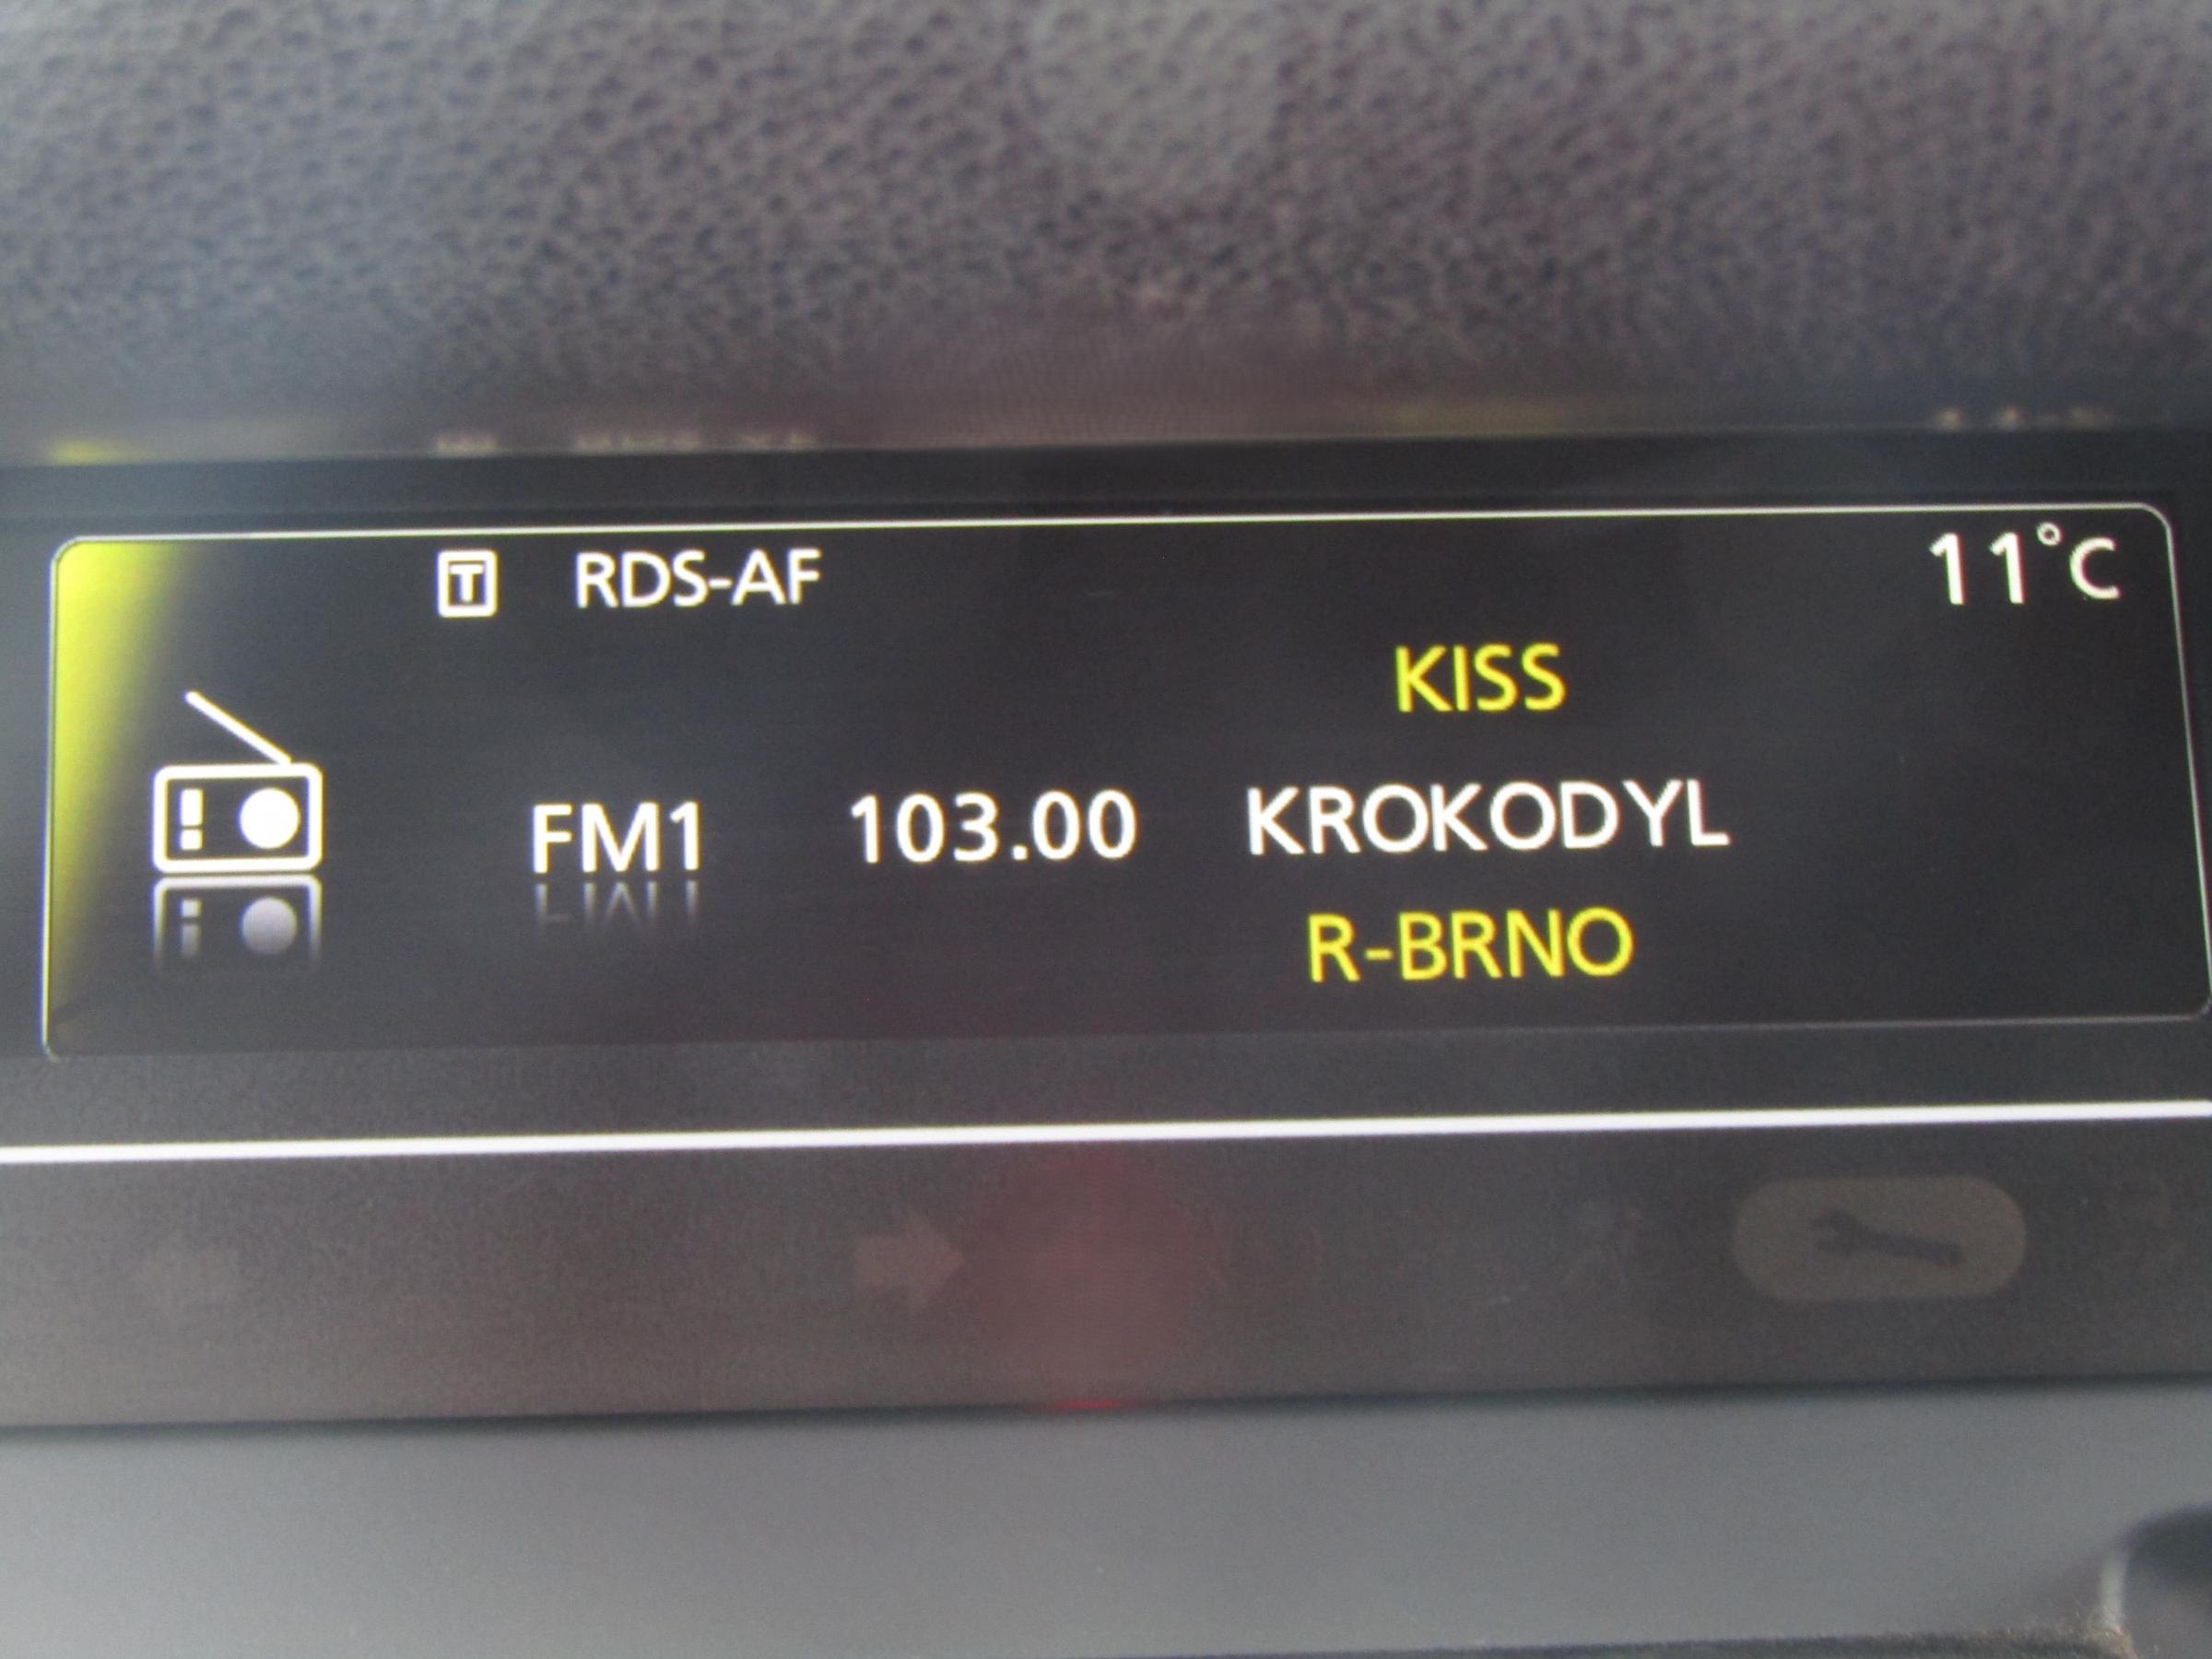 T RDS-AF 11°C
KISS
FM1 103.00 KROKODYL
R-BRNO